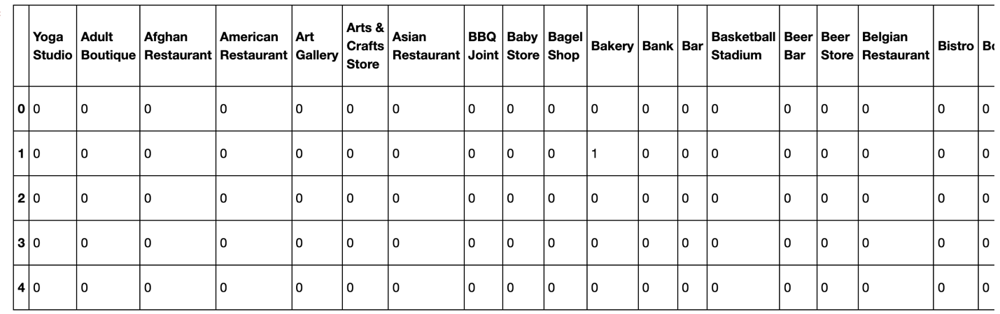 Yoga Studio Adult Boutique Afghan Restaurant American Restaurant Art Gallery Arts & Crafts Store Asian Restaurant BBQ Joint Baby Store Bagel Shop Bakery Bank Bar Basketball Stadium Beer Bar Beer Store Belgian Restaurant Bistro
0 0 0 0 0 0 0 0 0 0 0 0 0 0 0 0 0 0 0 0
1 0 0 0 0 0 0 0 0 0 0 1 0 0 0 0 0 0 0 0
2 0 0 0 0 0 0 0 0 0 0 0 0 0 0 0 0 0 0 0
3 0 0 0 0 0 0 0 0 0 0 0 0 0 0 0 0 0 0 0
4 0 0 0 0 0 0 0 0 0 0 0 0 0 0 0 0 0 0 0